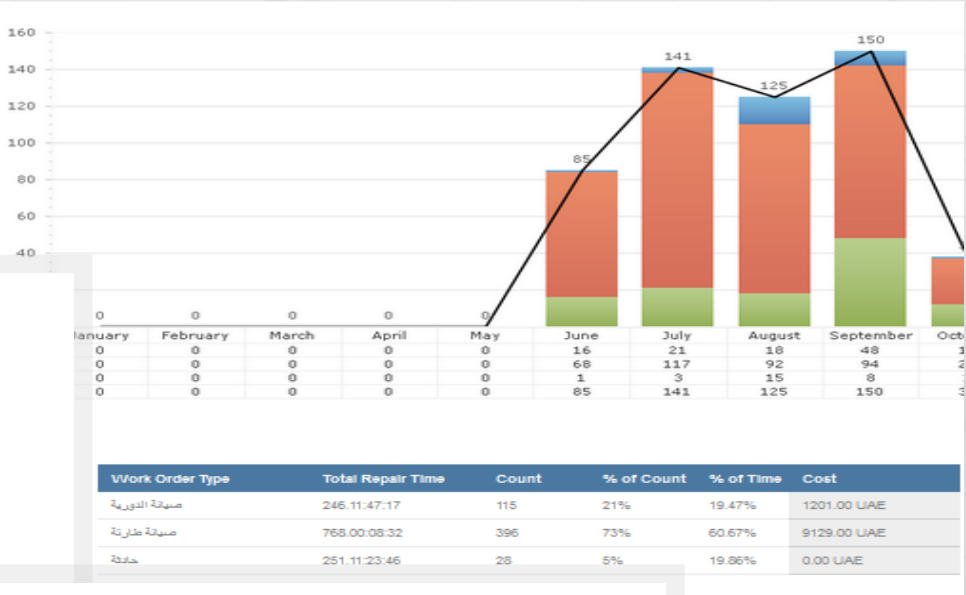 160
150
141
140
125
120
100
85
80
60
40
0 0 0 0 0
January February March April May June July August September
0 0 0 0 0 16 21 18 48
0 0 0 0 0 68 117 92 94
0 0 0 0 0 1 3 15 8
0 0 0 0 0 85 141 125 150
Work Order Type Total Repair Time Count % of Count % of Time Cost
صيانة الدورية 246.11:47:17 115 21% 19.47% 1201.00 UAE
صيانة طارئة 768.00:08:32 396 73% 60.67% 9129.00 UAE
حادثة 251.11:23:46 28 5% 19.86% 0.00 UAE